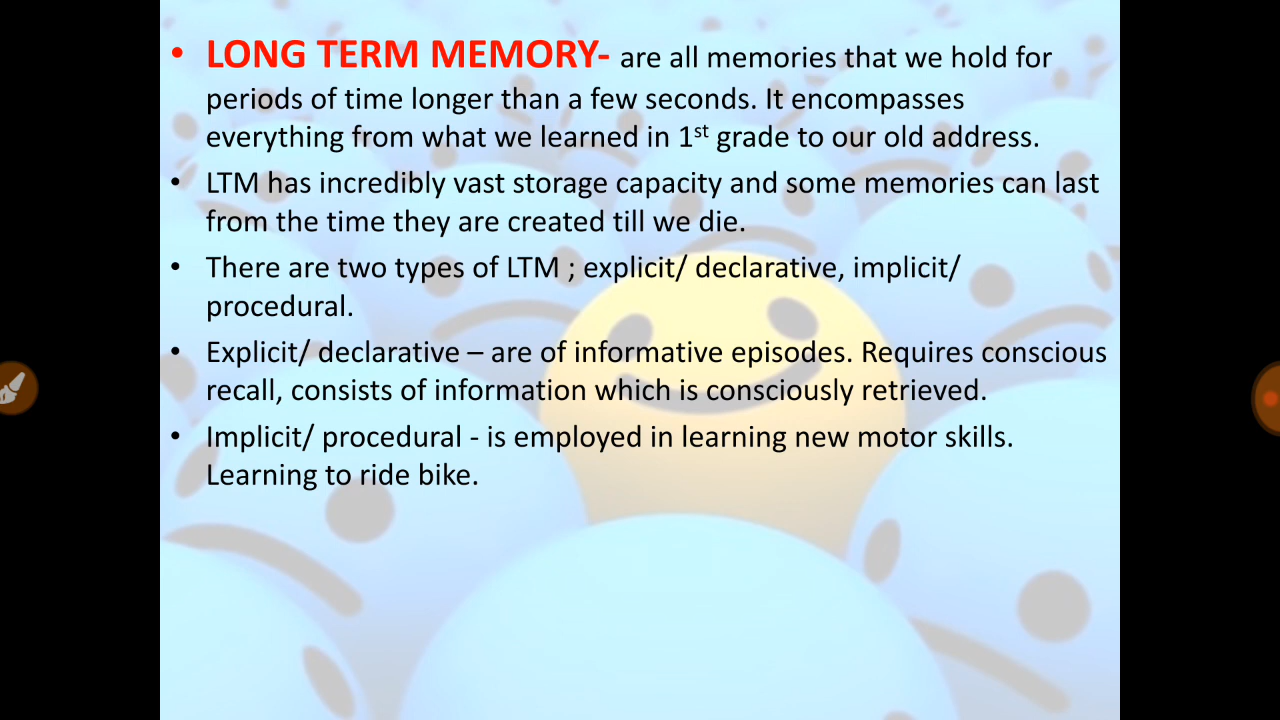 • LONG TERM MEMORY- are all memories that we hold for
periods of time longer than a few seconds. It encompasses
everything from what we learned in 1st grade to our old address.
• LTM has incredibly vast storage capacity and some memories can last
from the time they are created till we die.
• There are two types of LTM ; explicit/ declarative, implicit/
procedural.
• Explicit/ declarative – are of informative episodes. Requires conscious
recall, consists of information which is consciously retrieved.
• Implicit/ procedural - is employed in learning new motor skills.
Learning to ride bike.